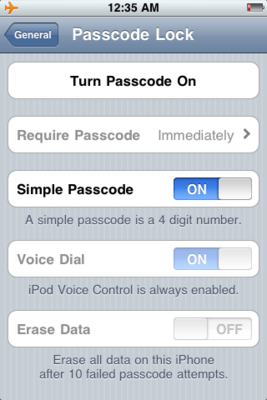 12:35 AM
General
Passcode Lock
Turn Passcode On
Require Passcode Immediately
Simple Passcode ON
A simple passcode is a 4 digit number.
Voice Dial ON
iPod Voice Control is always enabled.
Erase Data OFF
Erase all data on this iPhone
after 10 failed passcode attempts.